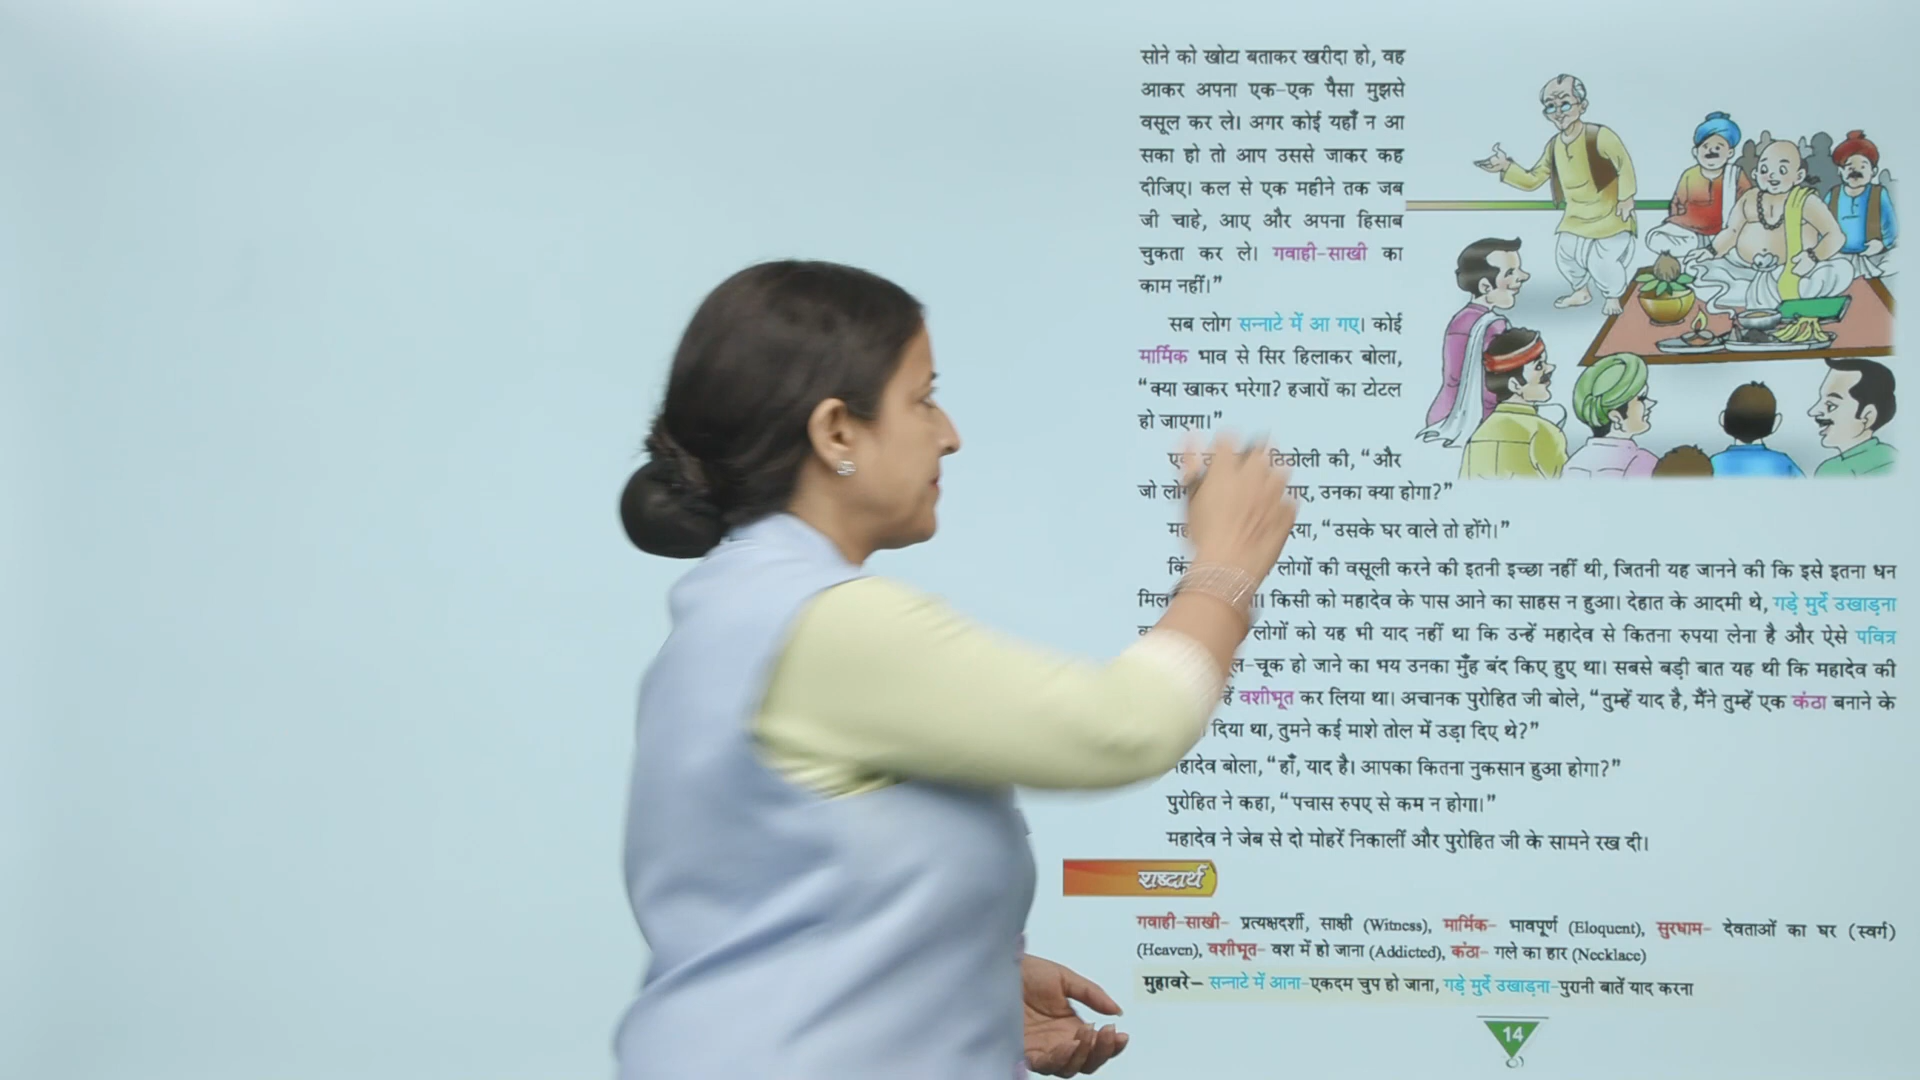 सोने को खोटा बताकर खरीदा हो, वह
आकर अपना एक-एक पैसा मुझसे
वसूल कर ले। अगर कोई यहाँ न आ
सका हो तो आप उससे जाकर कह
दीजिए। कल से एक महीने तक जब
जी चाहे, आए और अपना हिसाब
चुकता कर ले। गवाही-साखी का
काम नहीं।”
सब लोग सन्नाटे में आ गए। कोई
मार्मिक भाव से सिर हिलाकर बोला,
“क्या खाकर भरेगा? हजारों का टोटल
हो जाएगा।”
ठिठोली की, “और
जो गए, उनका क्या होगा?”
“उसके घर वाले तो होंगे।”
लोगों की वसूली करने की इतनी इच्छा नहीं थी, जितनी यह जानने की कि इसे इतना धन
किसी को महादेव के पास आने का साहस न हुआ। देहात के आदमी थे, गड़े मुर्दे उखाड़ना
लोगों को यह भी याद नहीं था कि उन्हें महादेव से कितना रुपया लेना है और ऐसे पवित्र
हो जाने का भय उनका मुँह बंद किए हुए था। सबसे बड़ी बात यह थी कि महादेव की
वशीभूत कर लिया था। अचानक पुरोहित जी बोले, “तुम्हें याद है, मैंने तुम्हें एक कंठा बनाने के
दिया था, तुमने कई माशे तोल में उड़ा दिए थे?”
बोला, “हाँ, याद है। आपका कितना नुकसान हुआ होगा?”
पुरोहित ने कहा, “पचास रुपए से कम न होगा।”
महादेव ने जेब से दो मोहरें निकालीं और पुरोहित जी के सामने रख दी।
शब्दार्थ
गवाही-साखी- प्रत्यक्षदर्शी, साक्षी (Witness), मार्मिक- भावपूर्ण (Eloquent), सुरधाम- देवताओं का घर (स्वर्ग)
(Heaven), वशीभूत- वश में हो जाना (Addicted), कंठा- गले का हार (Necklace)
मुहावरे– सन्नाटे में आना-एकदम चुप हो जाना, गड़े मुर्दे उखाड़ना-पुरानी बातें याद करना
14